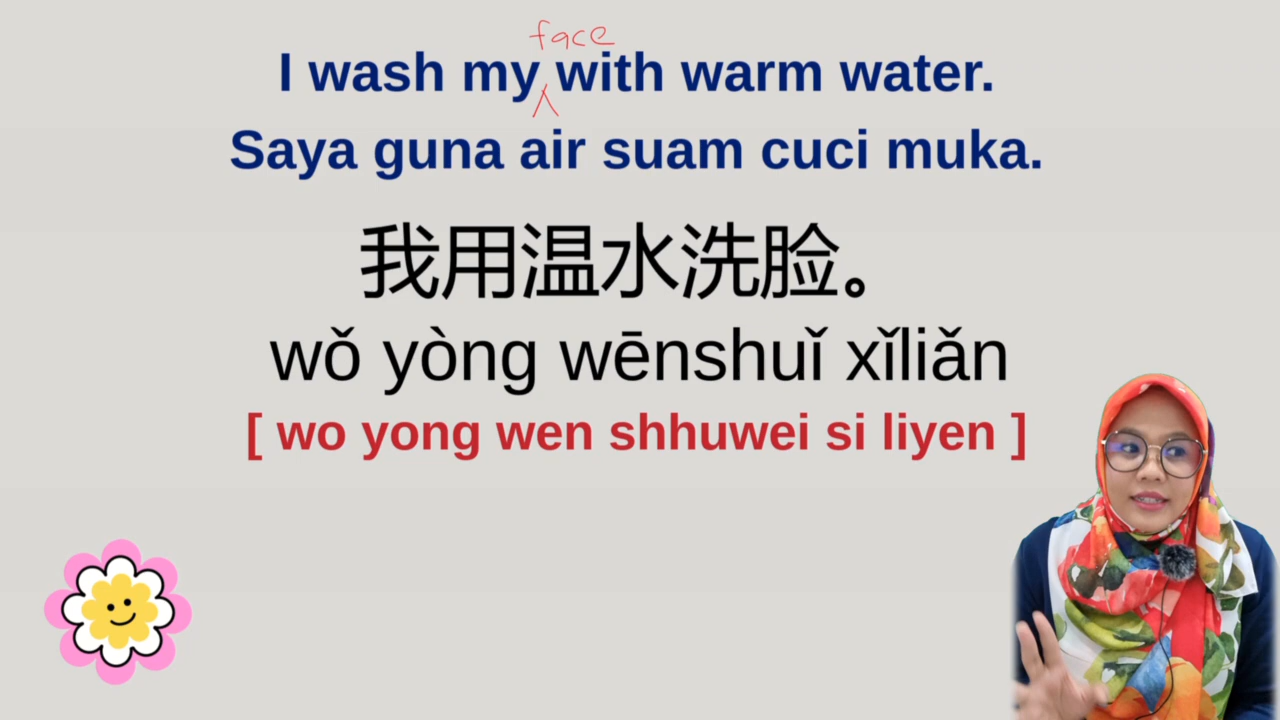 face
I wash my with warm water.
Saya guna air suam cuci muka.
我用温水洗脸。
wǒ yòng wēnshuǐ xǐliǎn
[ wo yong wen shhuwei si liyen ]